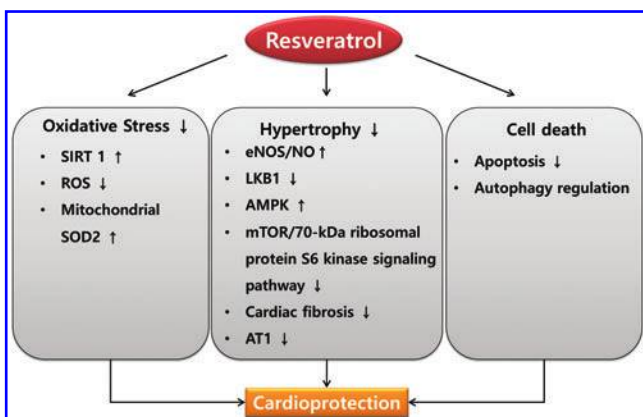 Resveratrol
Oxidative Stress ↓
• SIRT 1 ↑
• ROS ↓
• Mitochondrial
SOD2 ↑
Hypertrophy ↓
• eNOS/NO ↑
• LKB1 ↓
• AMPK ↑
• mTOR/70-kDa ribosomal
protein S6 kinase signaling
pathway ↓
• Cardiac fibrosis ↓
• AT1 ↓
Cell death
• Apoptosis ↓
• Autophagy regulation
Cardioprotection